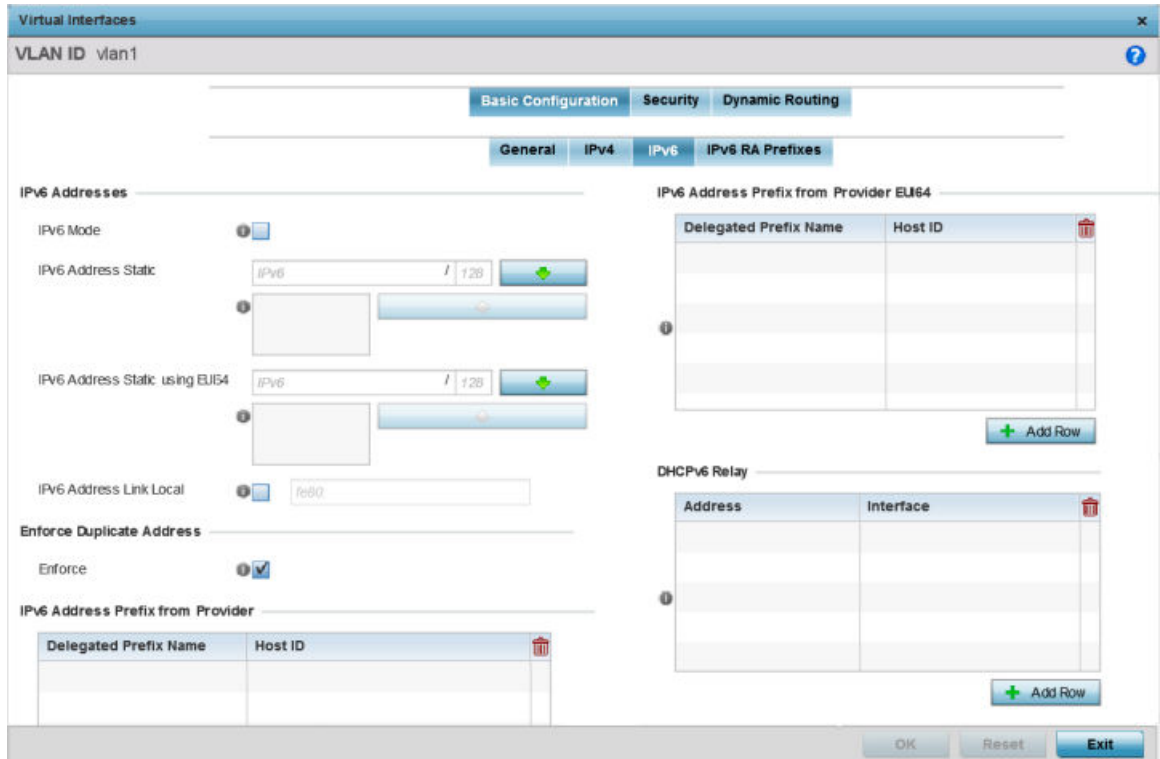 Virtual Interfaces
×
VLAN ID vlan1
?
Basic Configuration Security Dynamic Routing
General IPv4 IPv6 IPv6 RA Prefixes
IPv6 Addresses
IPv6 Mode
IPv6 Address Static
IPv6 / 128
IPv6 Address Static using EUI64
IPv6 / 128
IPv6 Address Link Local
fe80:
Enforce Duplicate Address
Enforce
IPv6 Address Prefix from Provider
Delegated Prefix Name Host ID
IPv6 Address Prefix from Provider EUI64
Delegated Prefix Name Host ID
Add Row
DHCPv6 Relay
Address Interface
Add Row
OK Reset Exit